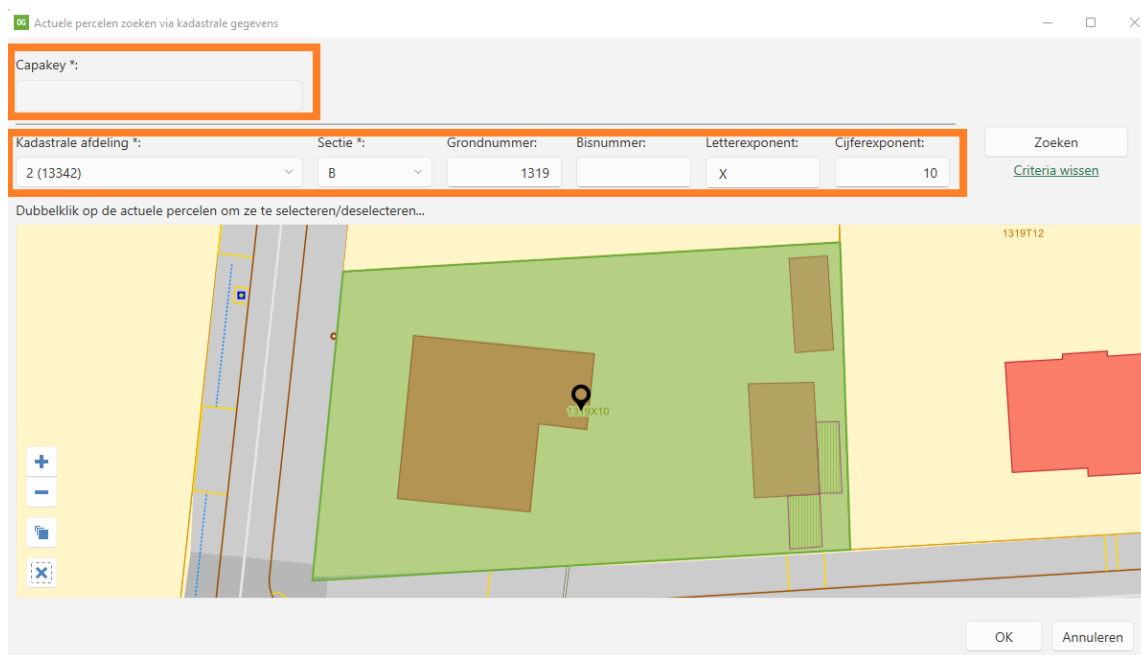 OG Actuele percelen zoeken via kadastrale gegevens
Capakey *:
Kadastrale afdeling *: Sectie *: Grondnummer: Bisnummer: Letterexponent: Cijferexponent: Zoeken
2 (13342) B 1319 X 10 Criteria wissen
Dubbelklik op de actuele percelen om ze te selecteren/deselecteren...
1319T12
1319X10
OK Annuleren